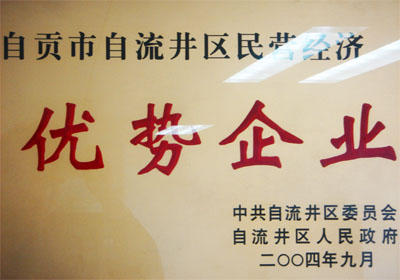 自贡市自流井区民营经济
优势企业
中共自流井区委员会
自流井区人民政府
二〇〇四年九月